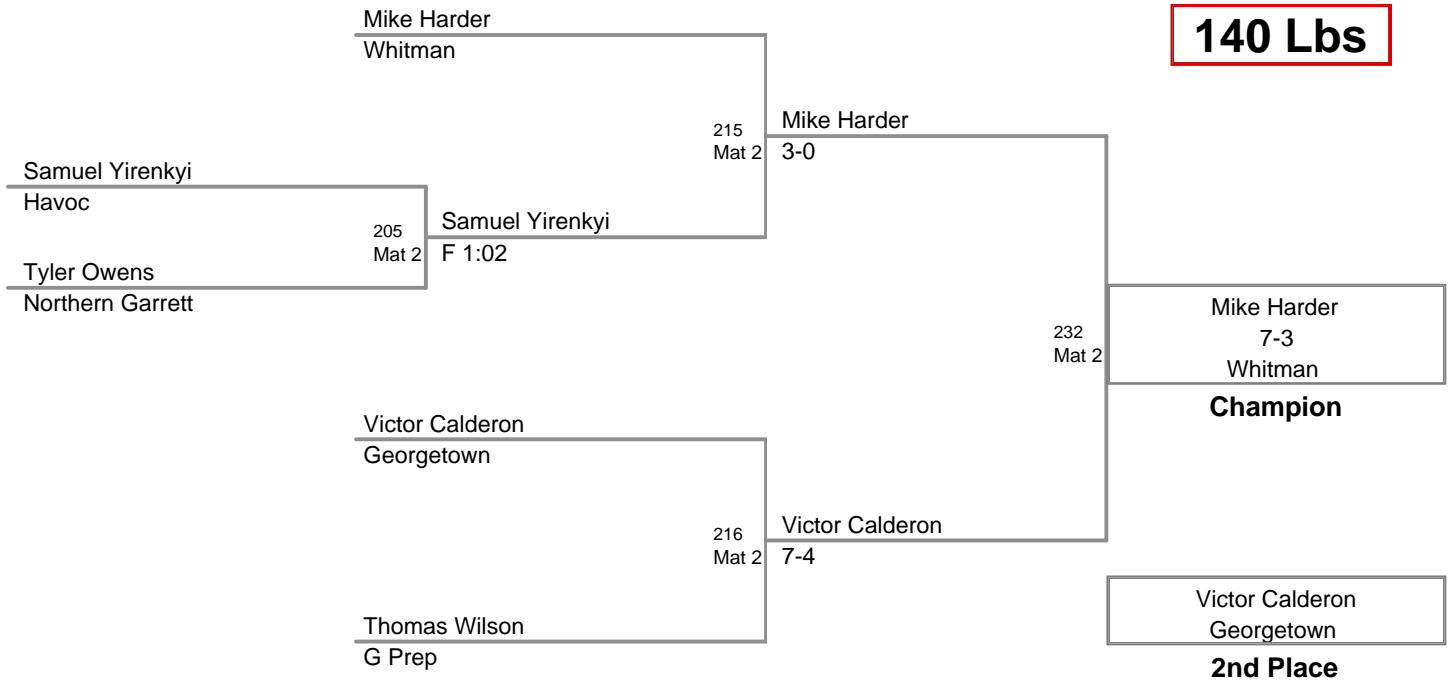 140 Lbs
Mike Harder
Whitman
215
Mat 2
Mike Harder
3-0
Samuel Yirenkyi
Havoc
205
Mat 2
Samuel Yirenkyi
F 1:02
Tyler Owens
Northern Garrett
232
Mat 2
Mike Harder
7-3
Whitman
Champion
Victor Calderon
Georgetown
216
Mat 2
Victor Calderon
7-4
Thomas Wilson
G Prep
Victor Calderon
Georgetown
2nd Place